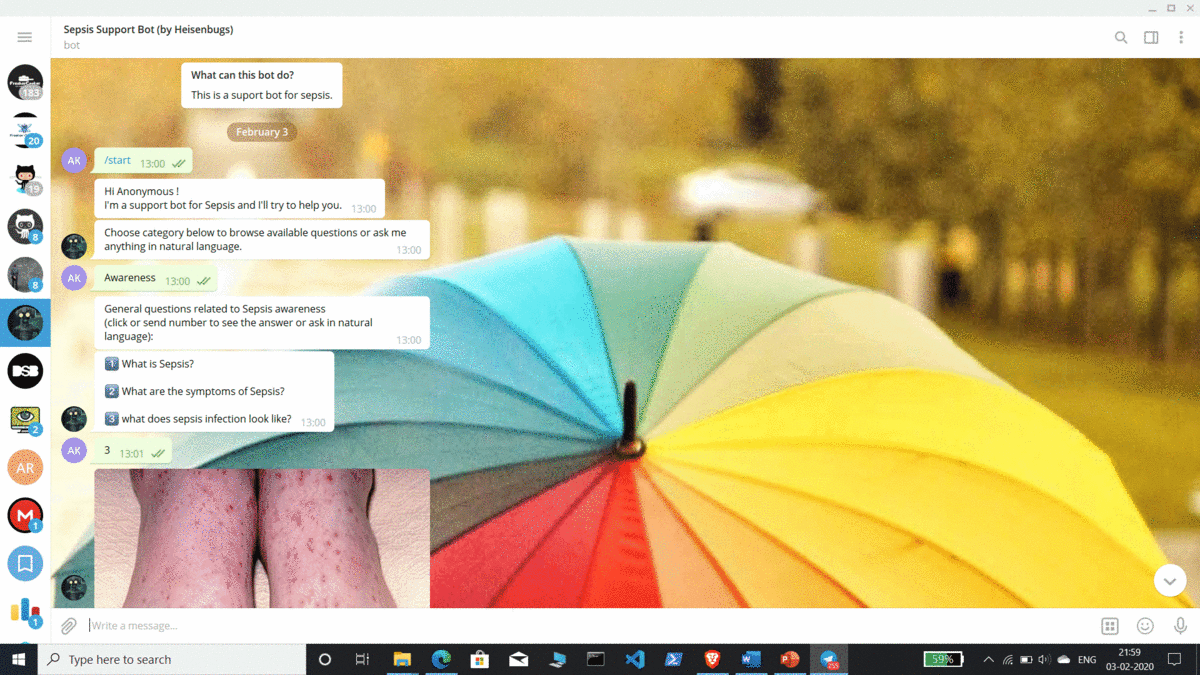 Sepsis Support Bot (by Heisenbugs)
bot
What can this bot do?
This is a suport bot for sepsis.
February 3
AK
/start 13:00
Hi Anonymous !
I'm a support bot for Sepsis and I'll try to help you. 13:00
Choose category below to browse available questions or ask me
anything in natural language.
13:00
AK
Awareness 13:00
General questions related to Sepsis awareness
(click or send number to see the answer or ask in natural
language):
13:00
1 What is Sepsis?
2 What are the symptoms of Sepsis?
3 what does sepsis infection look like? 13:00
AK
3 13:01
183
20
19
8
8
DSB
2
AR
M
1
1
Write a message...
Type here to search
59%
ENG
21:59
03-02-2020